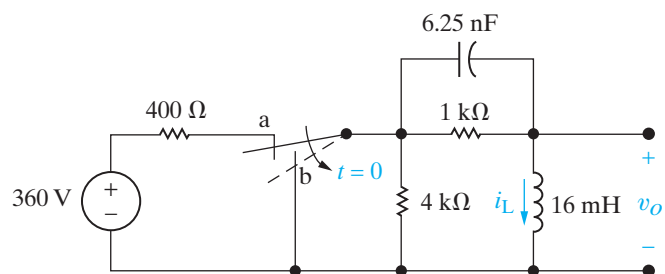 6.25 nF
400 Ω
a
1 kΩ
b
t = 0
360 V
+
−
4 kΩ
iL
16 mH
+
vo
−